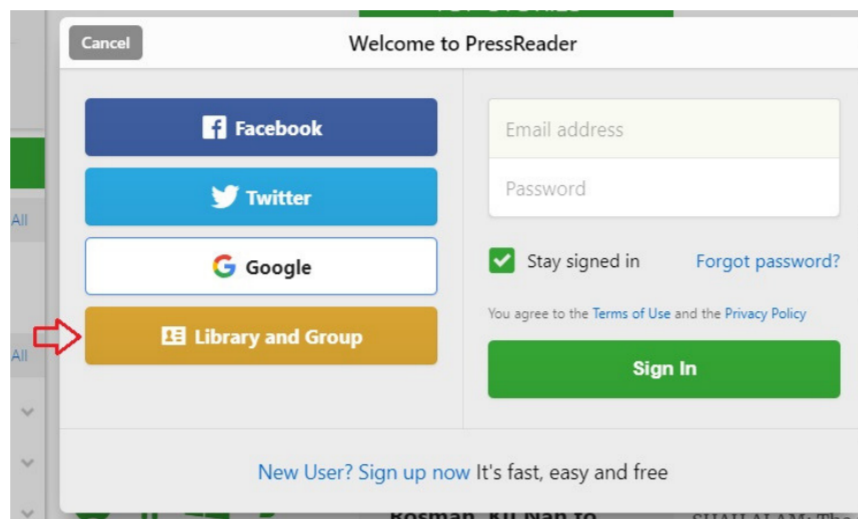 Cancel
Welcome to PressReader
Facebook
Twitter
Google
Library and Group
Email address
Password
Stay signed in
Forgot password?
You agree to the Terms of Use and the Privacy Policy
Sign In
New User? Sign up now It's fast, easy and free
All
All